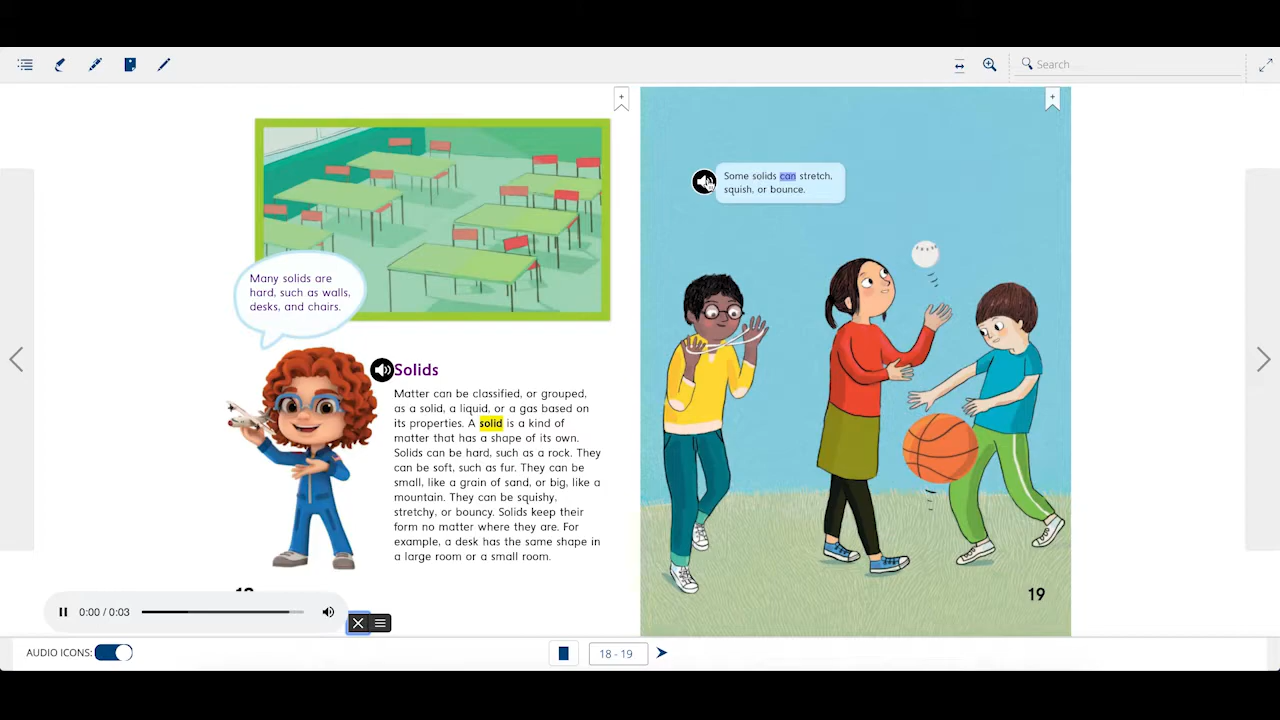 Search
Many solids are
hard, such as walls,
desks, and chairs.
Solids
Matter can be classified, or grouped,
as a solid, a liquid, or a gas based on
its properties. A solid is a kind of
matter that has a shape of its own.
Solids can be hard, such as a rock. They
can be soft, such as fur. They can be
small, like a grain of sand, or big, like a
mountain. They can be squishy,
stretchy, or bouncy. Solids keep their
form no matter where they are. For
example, a desk has the same shape in
a large room or a small room.
Some solids can stretch,
squish, or bounce.
19
0:00 / 0:03
AUDIO ICONS:
18 - 19